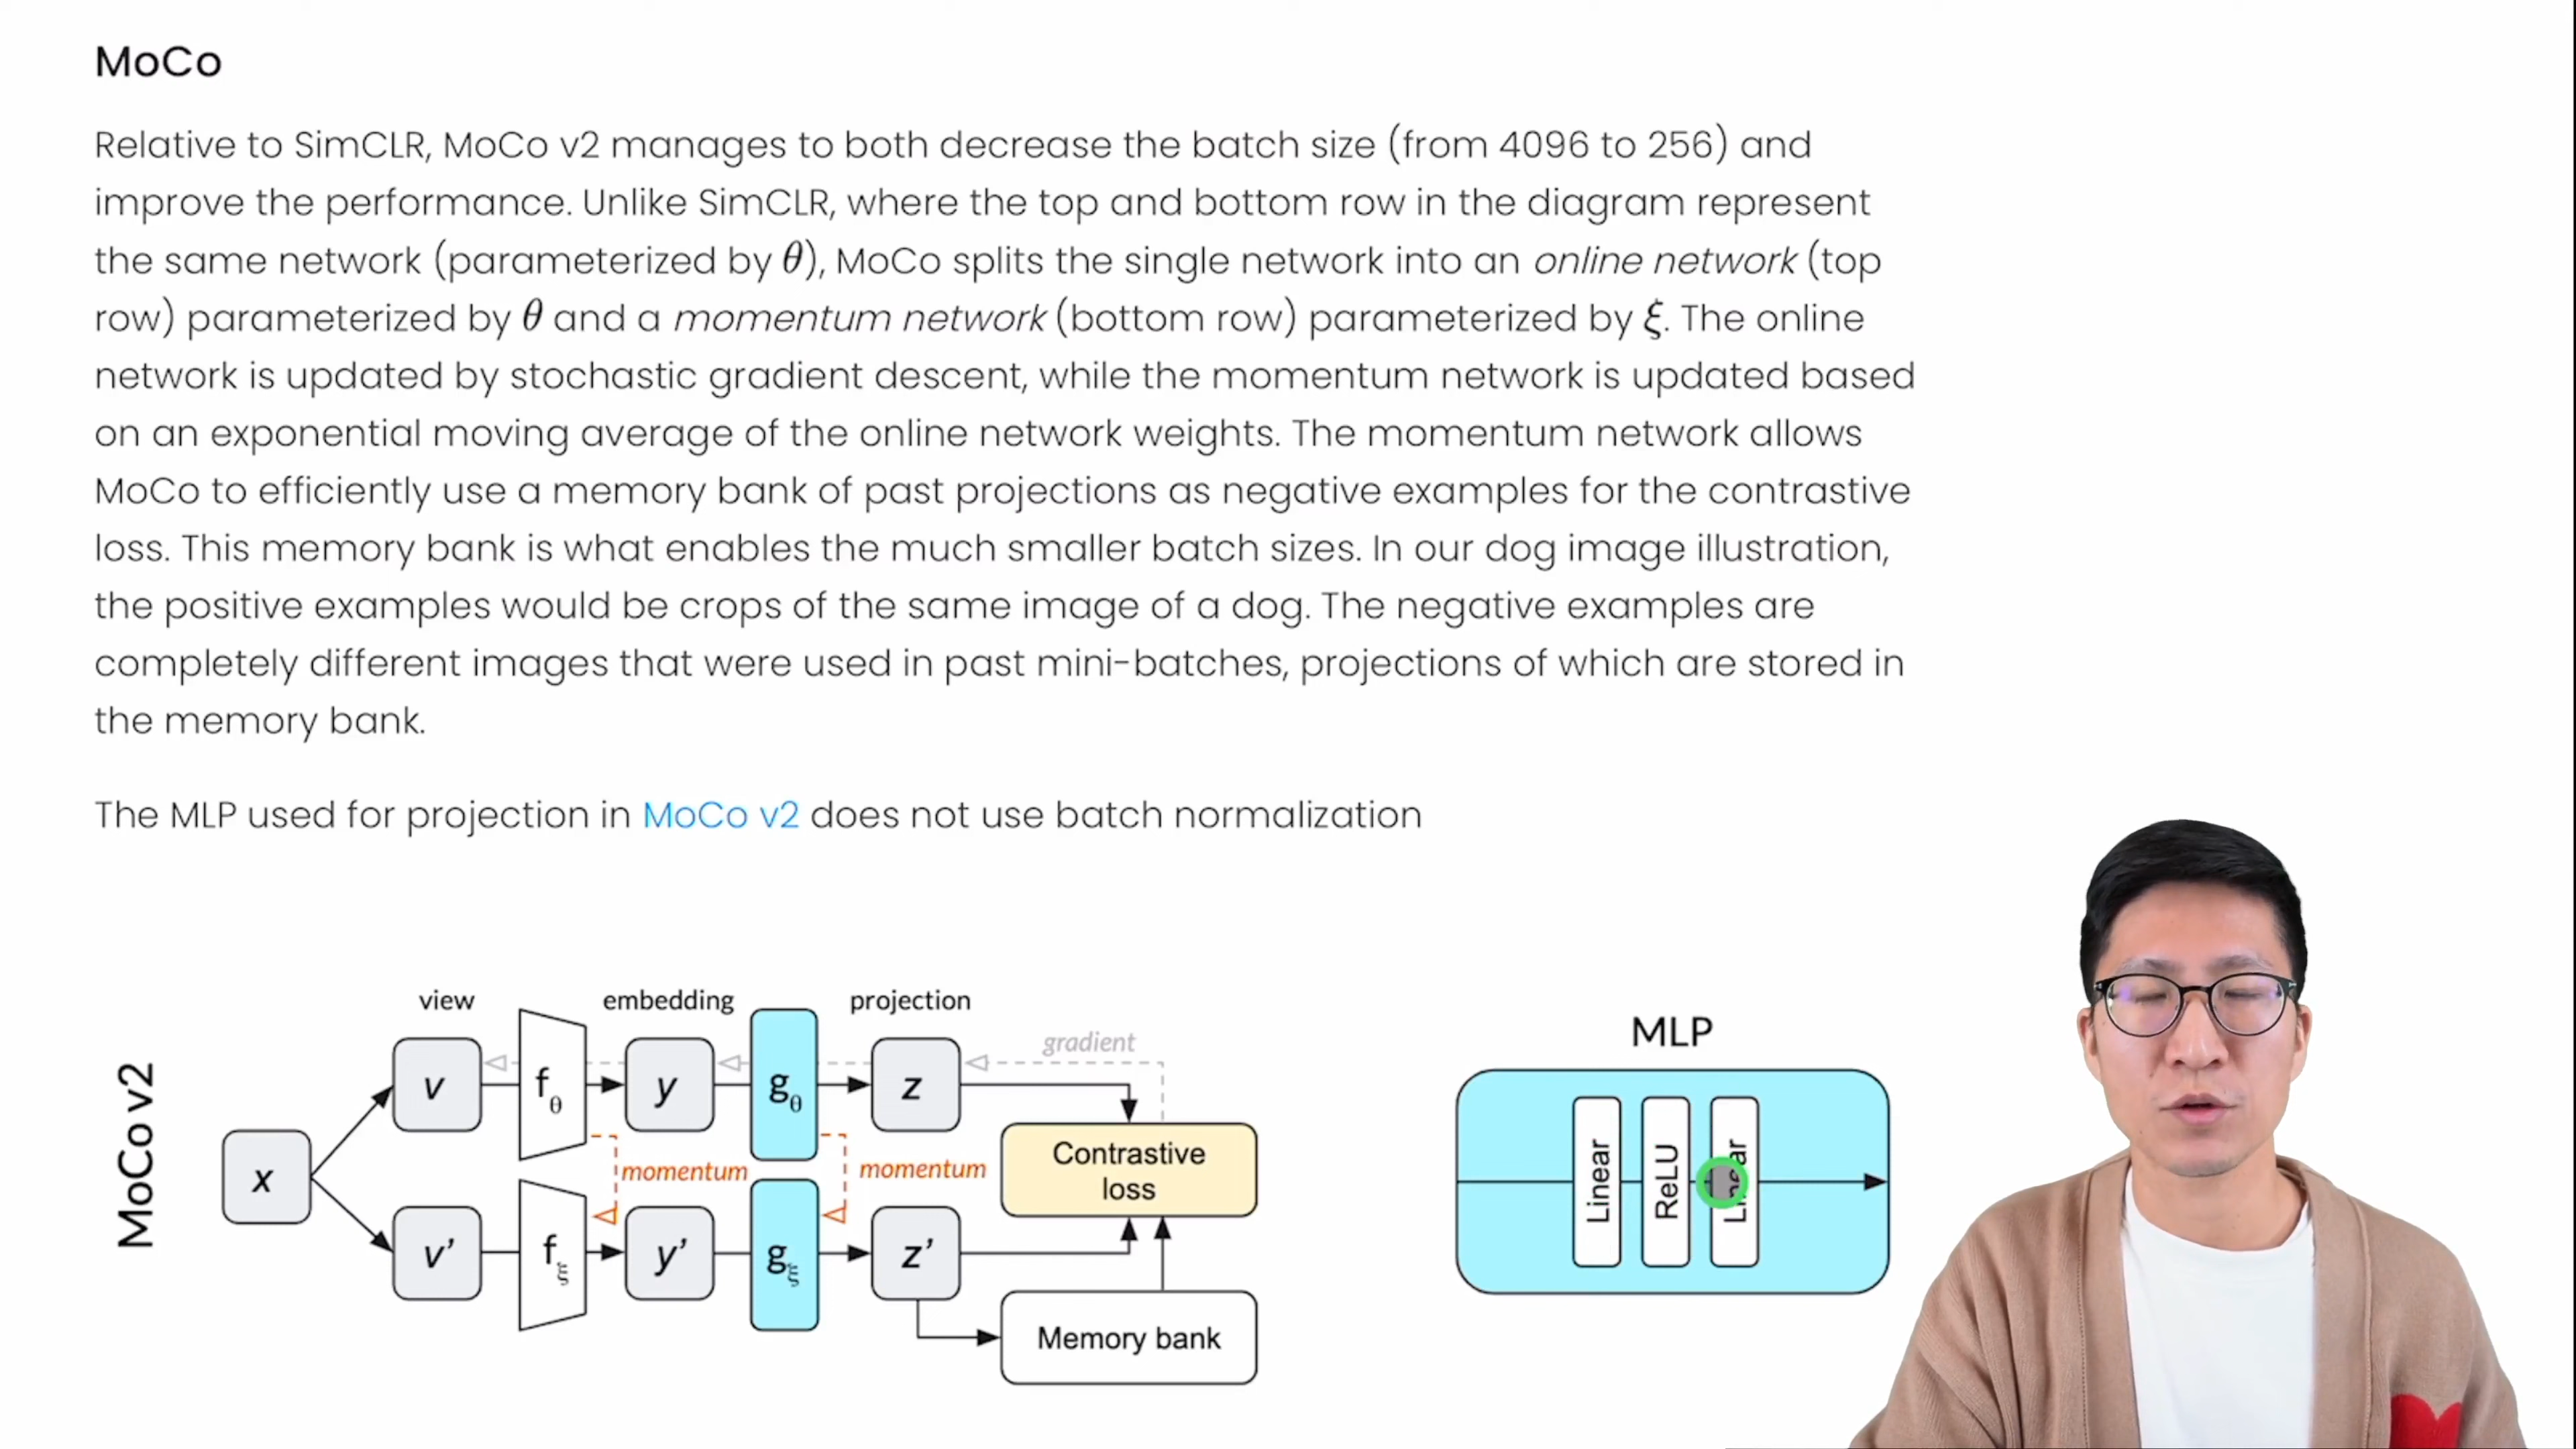 MoCo
Relative to SimCLR, MoCo v2 manages to both decrease the batch size (from 4096 to 256) and
improve the performance. Unlike SimCLR, where the top and bottom row in the diagram represent
the same network (parameterized by θ), MoCo splits the single network into an online network (top
row) parameterized by θ and a momentum network (bottom row) parameterized by ξ. The online
network is updated by stochastic gradient descent, while the momentum network is updated based
on an exponential moving average of the online network weights. The momentum network allows
MoCo to efficiently use a memory bank of past projections as negative examples for the contrastive
loss. This memory bank is what enables the much smaller batch sizes. In our dog image illustration,
the positive examples would be crops of the same image of a dog. The negative examples are
completely different images that were used in past mini-batches, projections of which are stored in
the memory bank.
The MLP used for projection in MoCo v2 does not use batch normalization
MoCo v2
view
embedding
projection
gradient
x
v
fθ
y
gθ
z
momentum
momentum
Contrastive
loss
v'
fξ
y'
gξ
z'
Memory bank
MLP
Linear
ReLU